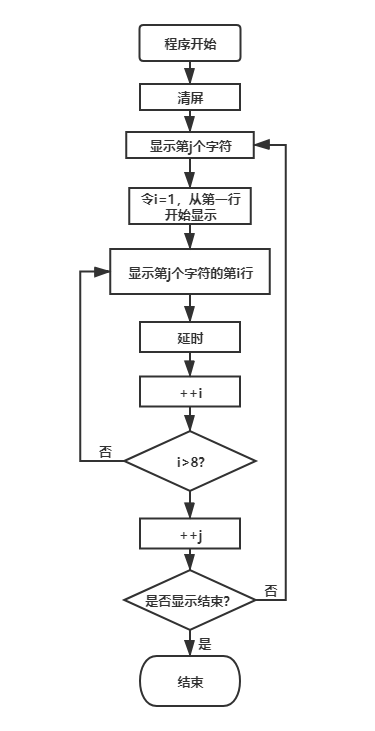 程序开始
清屏
显示第j个字符
令i=1，从第一行
开始显示
显示第j个字符的第i行
延时
++i
否
i>8?
++j
是否显示结束?
否
是
结束